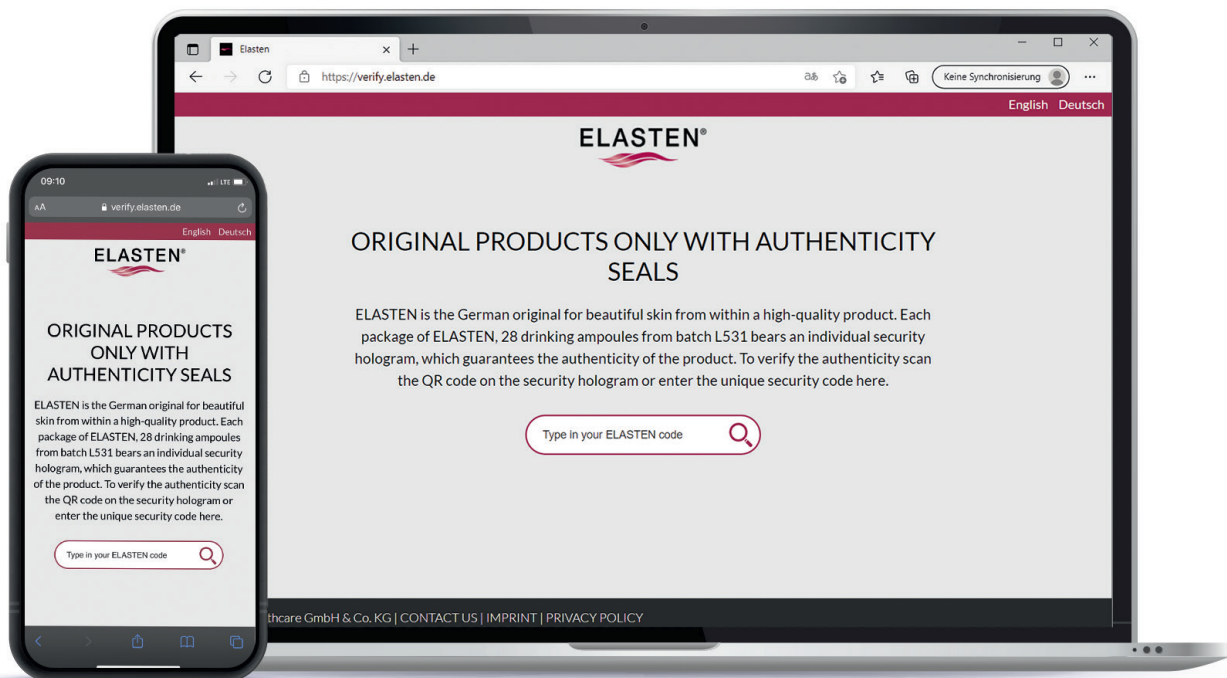 Elasten
https://verify.elasten.de
Keine Synchronisierung
English Deutsch
ELASTEN®
ORIGINAL PRODUCTS ONLY WITH AUTHENTICITY
SEALS
ELASTEN is the German original for beautiful skin from within a high-quality product. Each
package of ELASTEN, 28 drinking ampoules from batch L531 bears an individual security
hologram, which guarantees the authenticity of the product. To verify the authenticity scan
the QR code on the security hologram or enter the unique security code here.
Type in your ELASTEN code
thcare GmbH & Co. KG | CONTACT US | IMPRINT | PRIVACY POLICY
09:10
LTE
AA
verify.elasten.de
English Deutsch
ELASTEN®
ORIGINAL PRODUCTS
ONLY WITH
AUTHENTICITY SEALS
ELASTEN is the German original for beautiful
skin from within a high-quality product. Each
package of ELASTEN, 28 drinking ampoules
from batch L531 bears an individual security
hologram, which guarantees the authenticity
of the product. To verify the authenticity scan
the QR code on the security hologram or
enter the unique security code here.
Type in your ELASTEN code